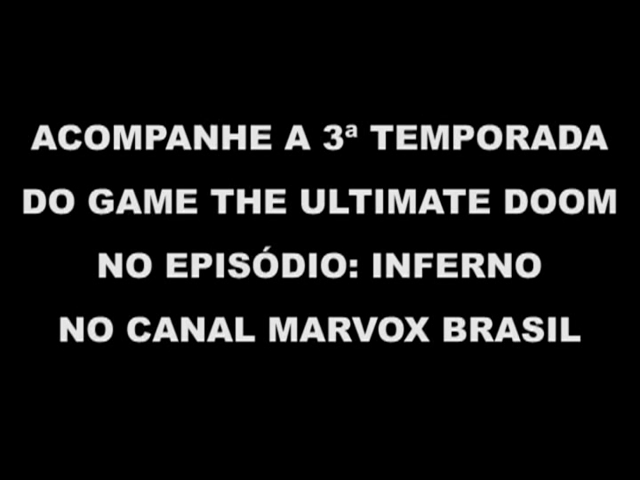 ACOMPANHE A 3ª TEMPORADA
DO GAME THE ULTIMATE DOOM
NO EPISÓDIO: INFERNO
NO CANAL MARVOX BRASIL